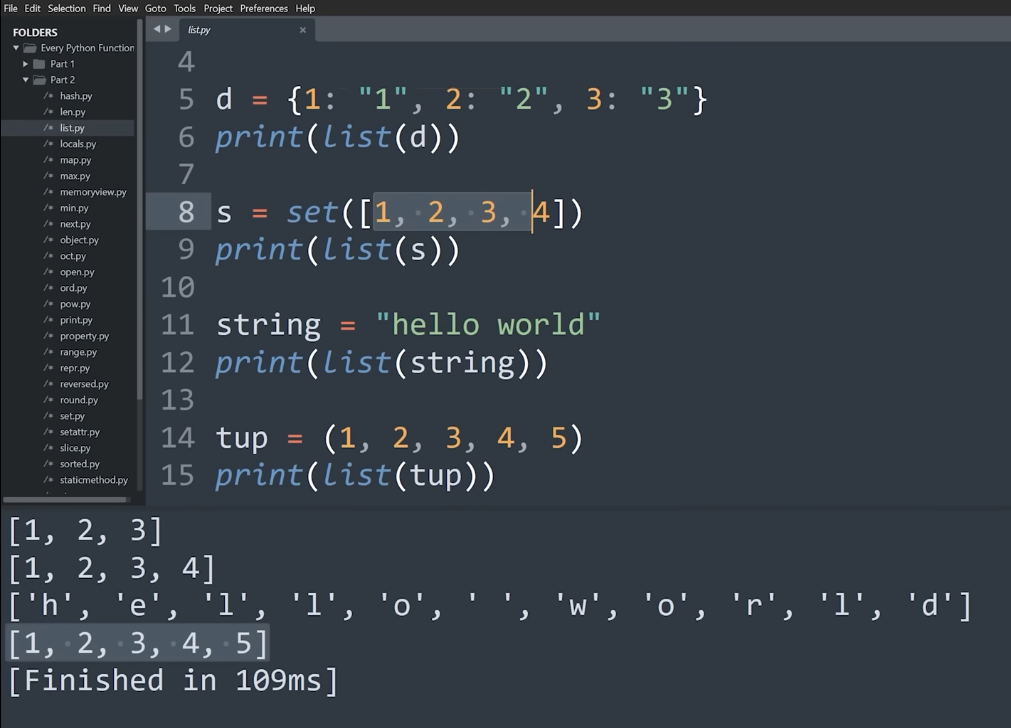 File Edit Selection Find View Goto Tools Project Preferences Help
FOLDERS
Every Python Function
Part 1
Part 2
hash.py
len.py
list.py
locals.py
map.py
max.py
memoryview.py
min.py
next.py
object.py
oct.py
open.py
ord.py
pow.py
print.py
property.py
range.py
repr.py
reversed.py
round.py
set.py
setattr.py
slice.py
sorted.py
staticmethod.py
list.py
4
5 d = {1: "1", 2: "2", 3: "3"}
6 print(list(d))
7
8 s = set([1, 2, 3, 4])
9 print(list(s))
10
11 string = "hello world"
12 print(list(string))
13
14 tup = (1, 2, 3, 4, 5)
15 print(list(tup))
[1, 2, 3]
[1, 2, 3, 4]
['h', 'e', 'l', 'l', 'o', ' ', 'w', 'o', 'r', 'l', 'd']
[1, 2, 3, 4, 5]
[Finished in 109ms]